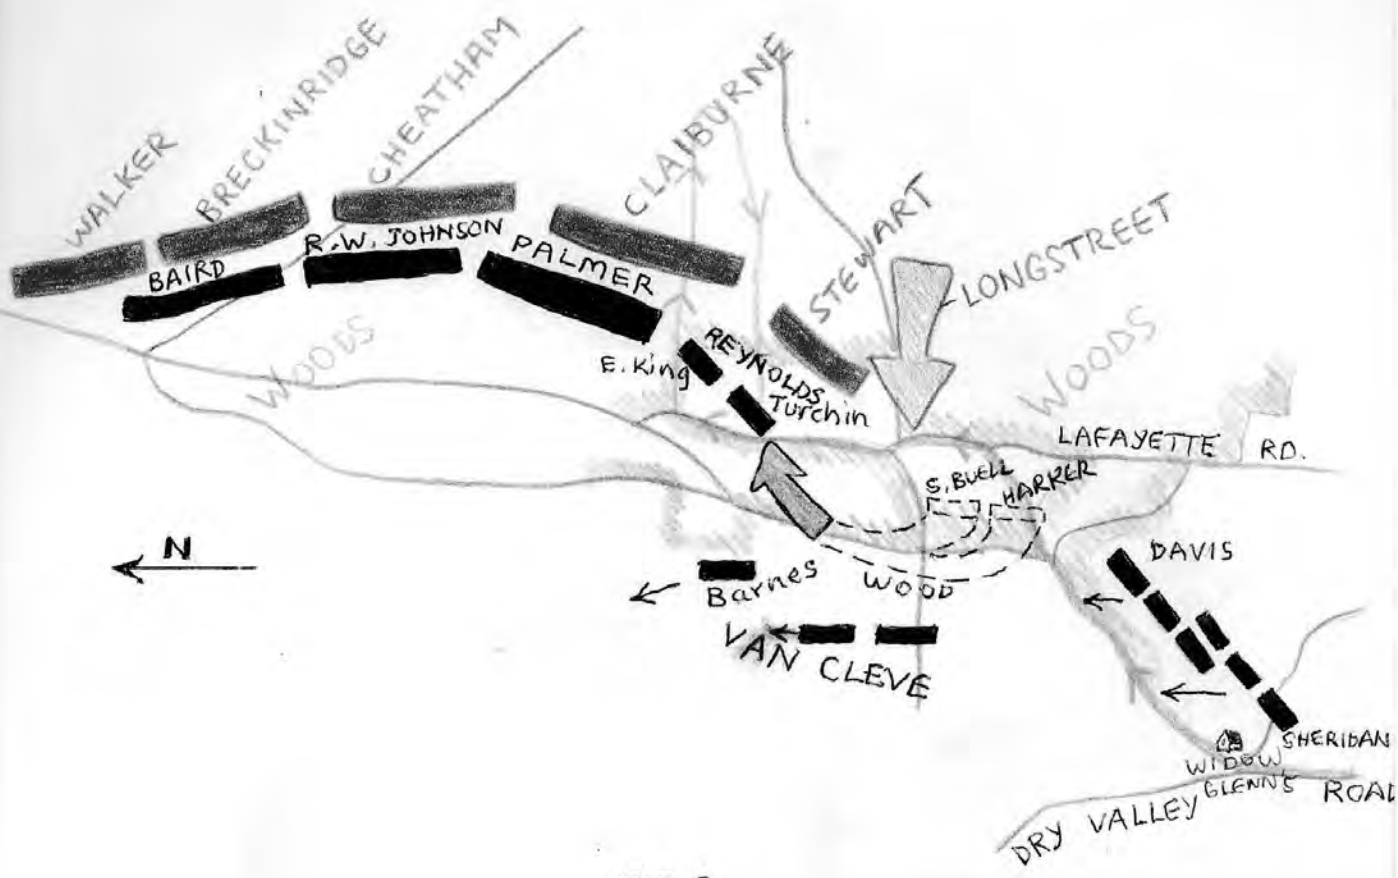 WALKER
BRECKINRIDGE
CHEATHAM
CLAIBURNE
STEWART
LONGSTREET
BAIRD
R.W. JOHNSON
PALMER
REYNOLDS
E. King
Turchin
WOODS
WOODS
LAFAYETTE RD.
S. BUELL
HARKER
N
DAVIS
Barnes
WOOD
VAN CLEVE
SHERIDAN
WIDOW
GLENN'S
DRY VALLEY ROAD